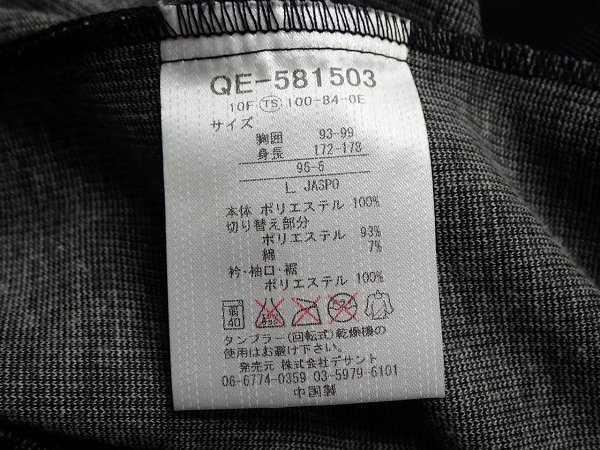 QE-581503
10F TS 100-84-0E
サイズ
胸囲 93-99
身長 172-178
96-6
L JASPO
本体 ポリエステル 100%
切り替え部分
ポリエステル 93%
綿 7%
衿・袖口・裾
ポリエステル 100%
弱 40
タンブラー(回転式)乾燥機の
使用はお避け下さい。
発売元 株式会社デサント
06-6774-0359 03-5979-6101
中国製